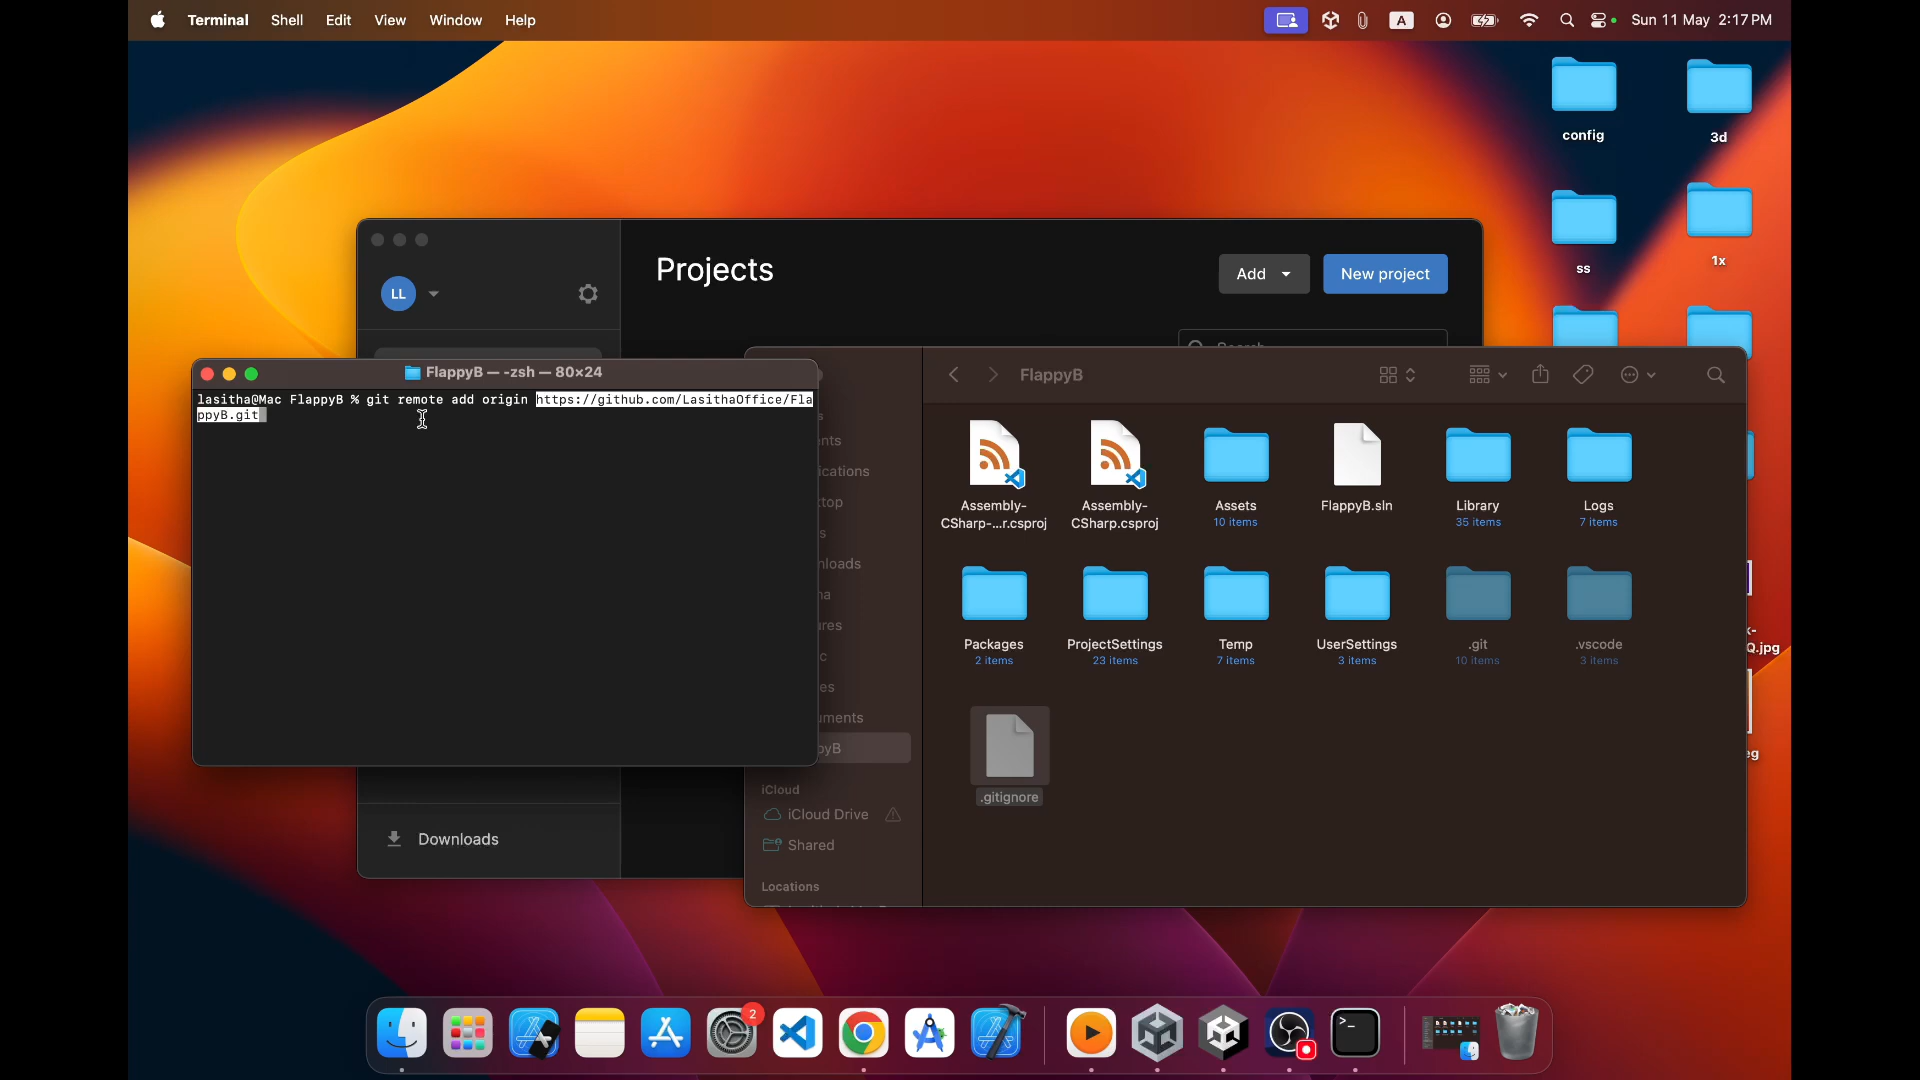 Terminal Shell Edit View Window Help
A
Sun 11 May 2:17 PM
config
3d
ss
1x
LL
Projects
Add
New project
FlappyB — -zsh — 80×24
lasitha@Mac FlappyB % git remote add origin https://github.com/LasithaOffice/Fla
ppyB.git
FlappyB
Assembly-
CSharp-...r.csproj
Assembly-
CSharp.csproj
Assets
10 items
FlappyB.sln
Library
35 items
Logs
7 items
Packages
2 items
ProjectSettings
23 items
Temp
7 items
UserSettings
3 items
.git
10 items
.vscode
3 items
.gitignore
iCloud
iCloud Drive
Shared
Locations
Downloads
2